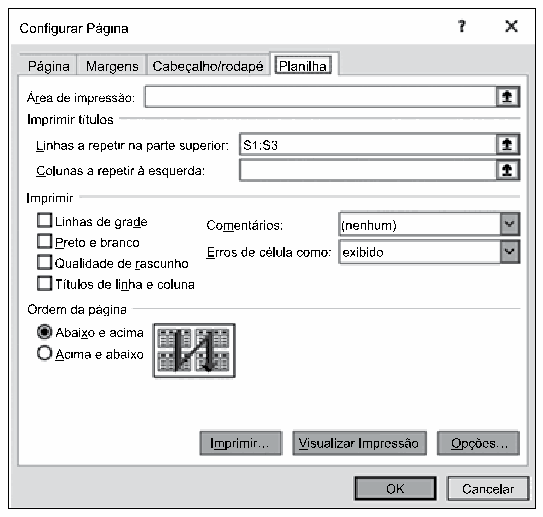 Configurar Página ? X
Página Margens Cabeçalho/rodapé Planilha
Área de impressão:
Imprimir títulos
Linhas a repetir na parte superior: $1:$3
Colunas a repetir à esquerda:
Imprimir
Linhas de grade
Preto e branco
Qualidade de rascunho
Títulos de linha e coluna
Comentários: (nenhum)
Erros de célula como: exibido
Ordem da página
Abaixo e acima
Acima e abaixo
Imprimir... Visualizar Impressão Opções...
OK Cancelar